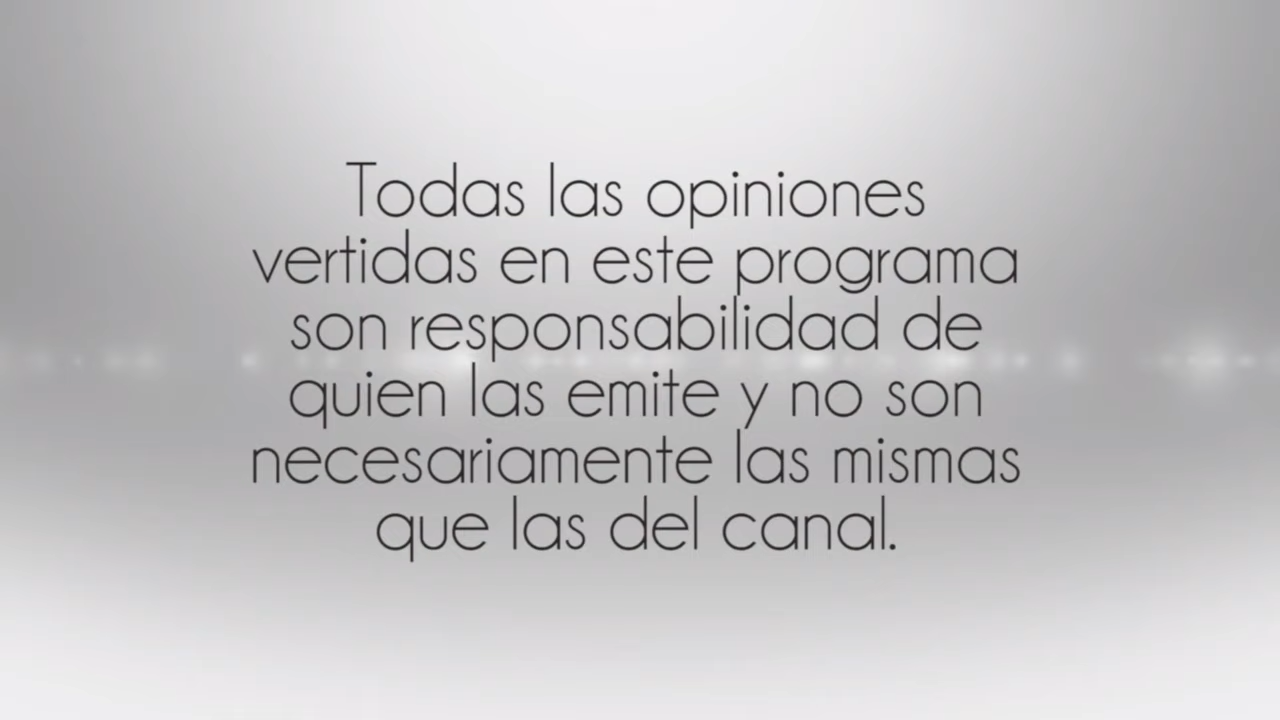 Todas las opiniones
vertidas en este programa
son responsabilidad de
quien las emite y no son
necesariamente las mismas
que las del canal.